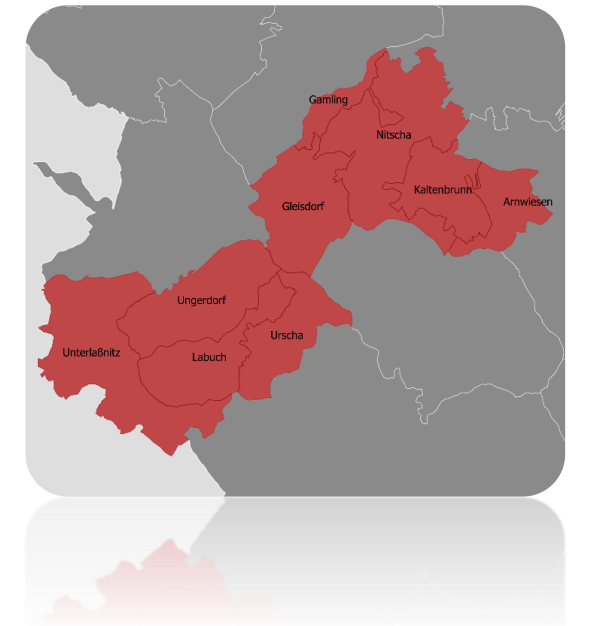 Gamling
Nitscha
Kaltenbrunn
Arnwiesen
Gleisdorf
Ungerdorf
Urscha
Unterlaßnitz
Labuch